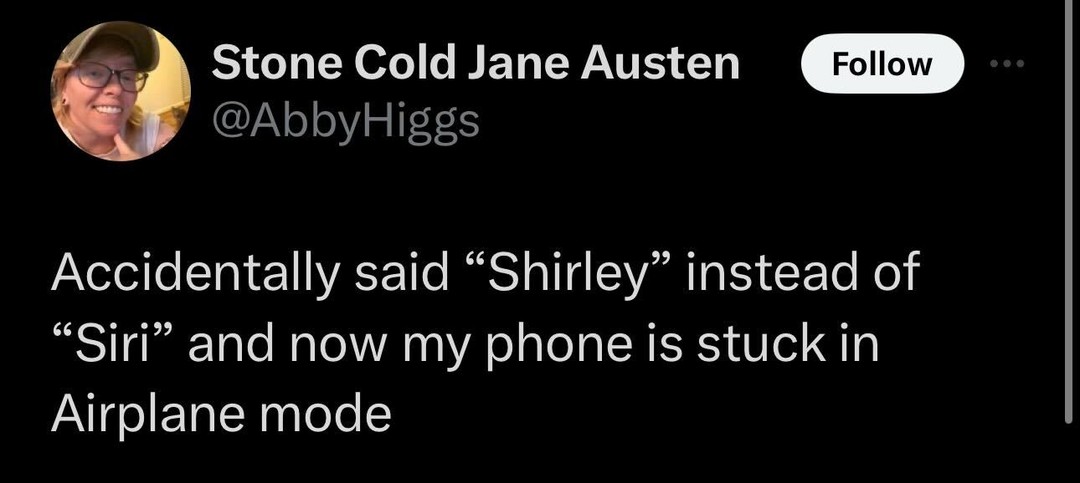 Stone Cold Jane Austen
Follow
@AbbyHiggs
Accidentally said “Shirley” instead of
“Siri” and now my phone is stuck in
Airplane mode